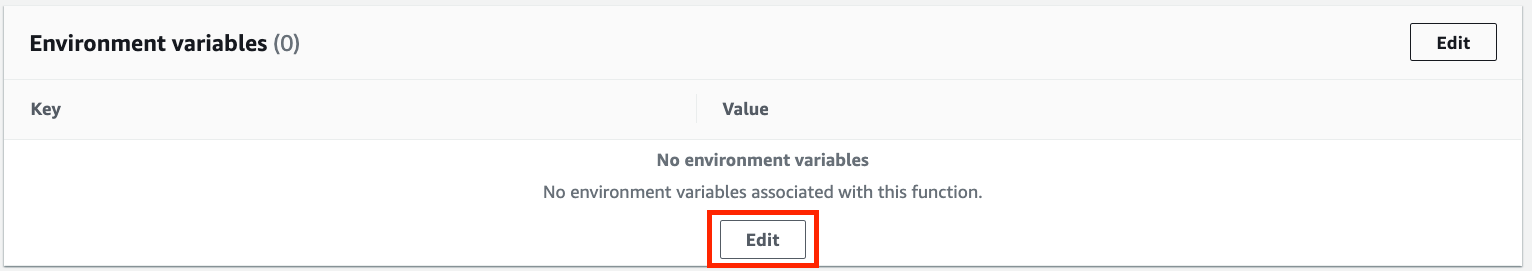 Environment variables (0)
Edit
Key
Value
No environment variables
No environment variables associated with this function.
Edit